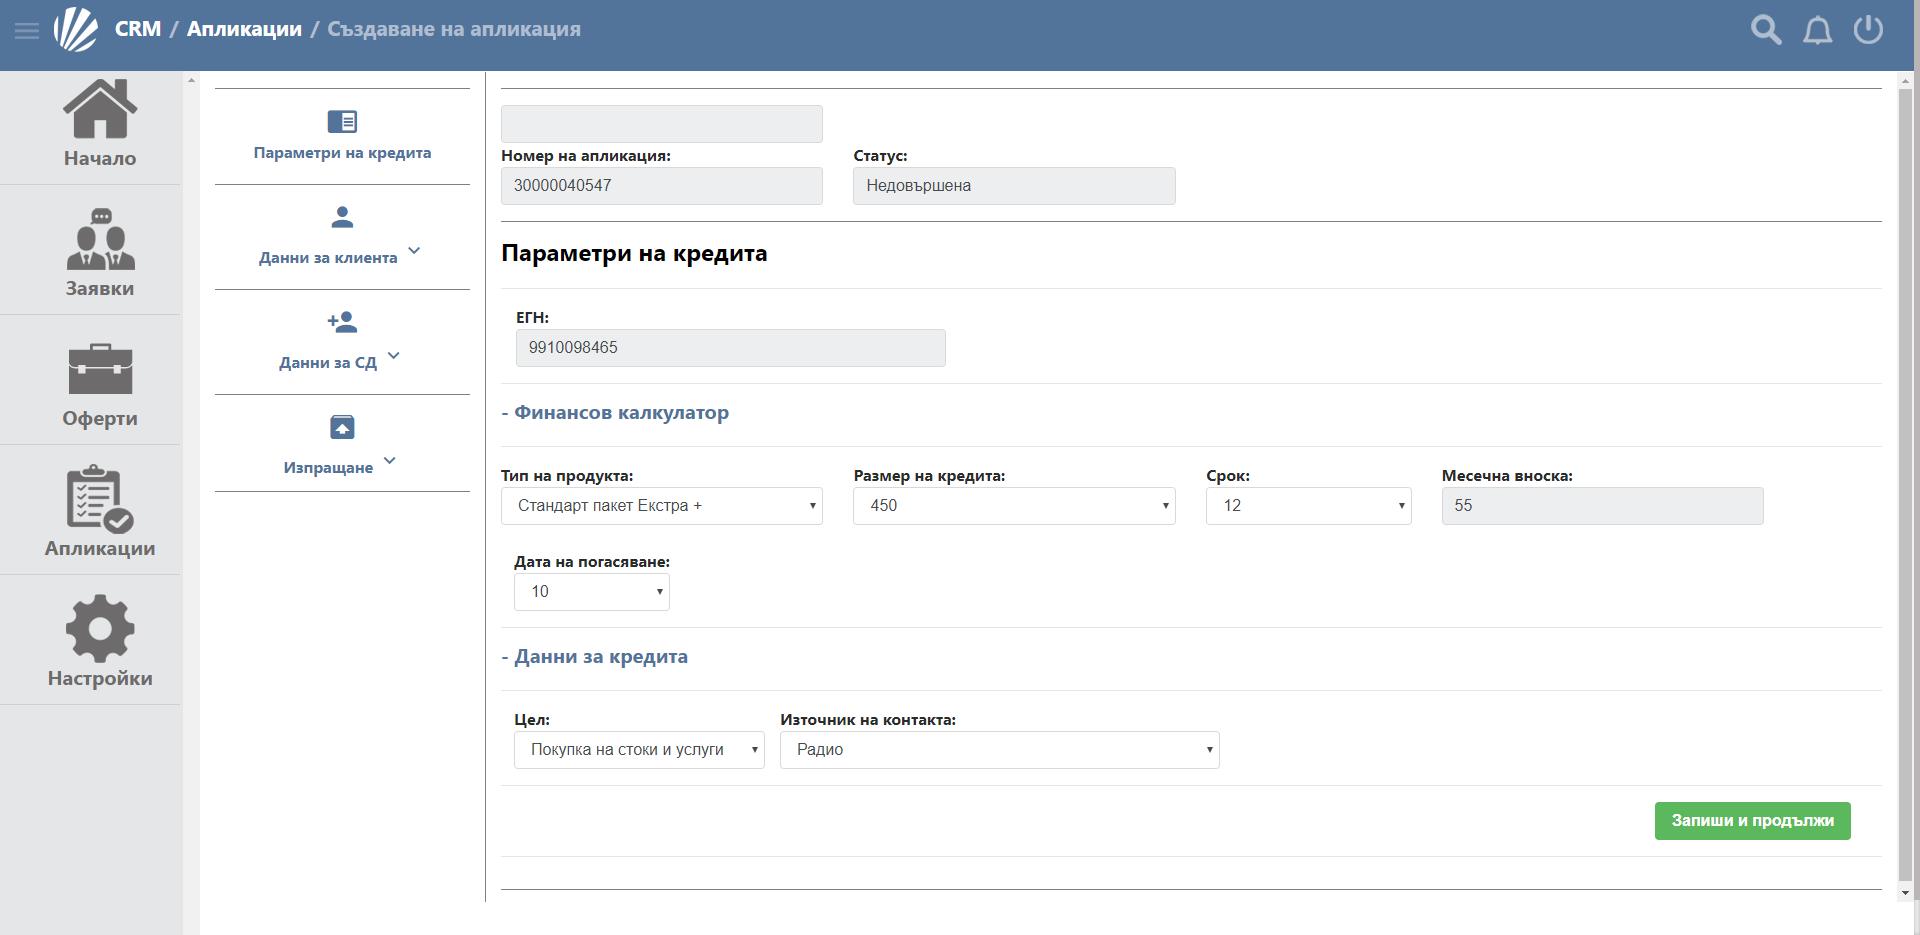 CRM / Апликации / Създаване на апликация
Начало
Заявки
Оферти
Апликации
Настройки
Параметри на кредита
Данни за клиента
Данни за СД
Изпращане
Номер на апликация: Статус:
30000040547 Недовършена
Параметри на кредита
ЕГН:
9910098465
- Финансов калкулатор
Тип на продукта: Размер на кредита: Срок: Месечна вноска:
Стандарт пакет Екстра + 450 12 55
Дата на погасяване:
10
- Данни за кредита
Цел: Източник на контакта:
Покупка на стоки и услуги Радио
Запиши и продължи